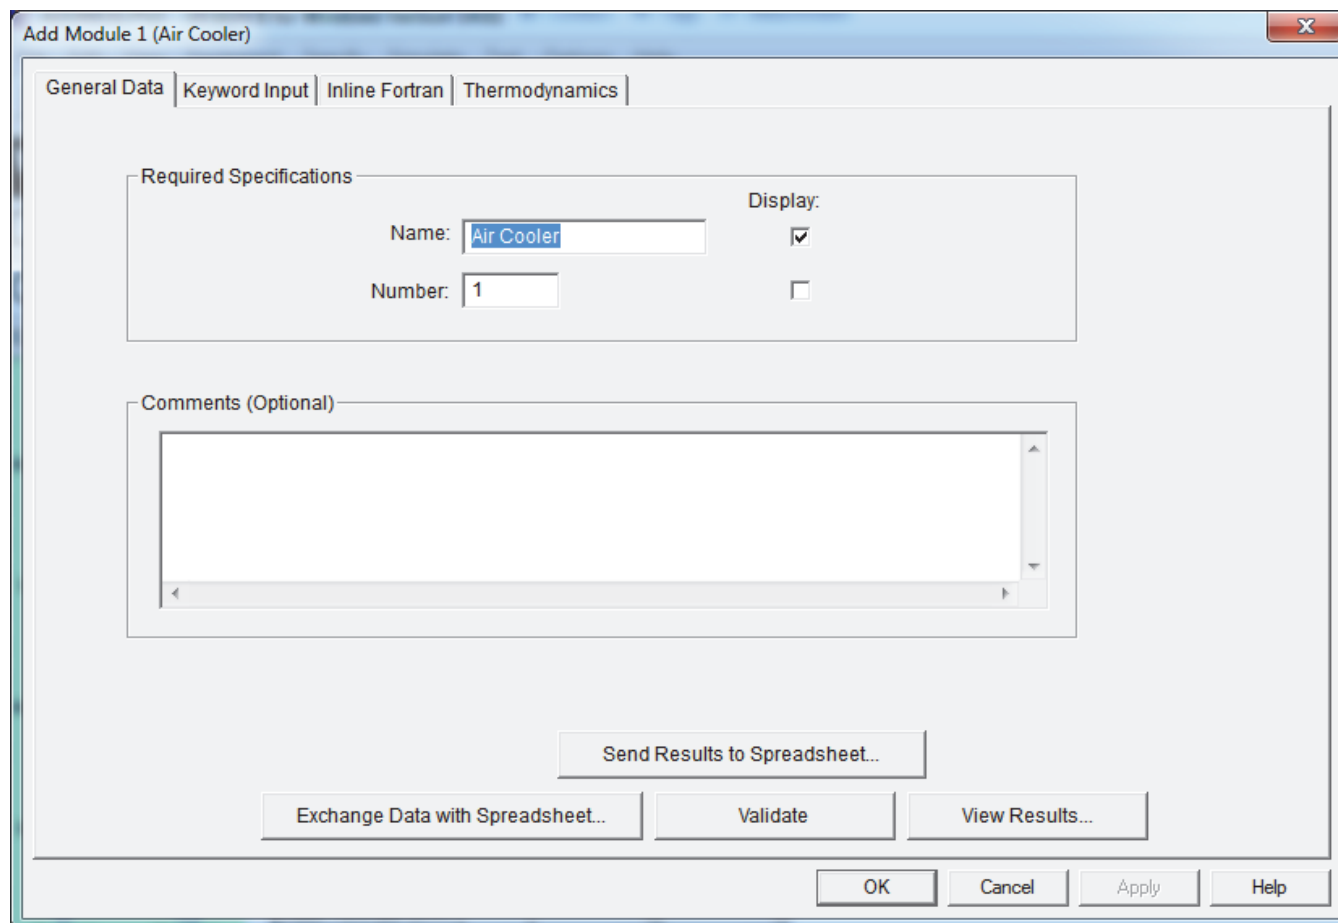 Add Module 1 (Air Cooler)
General Data Keyword Input Inline Fortran Thermodynamics
Required Specifications
Display:
Name: Air Cooler
Number: 1
Comments (Optional)
Send Results to Spreadsheet...
Exchange Data with Spreadsheet... Validate View Results...
OK Cancel Apply Help